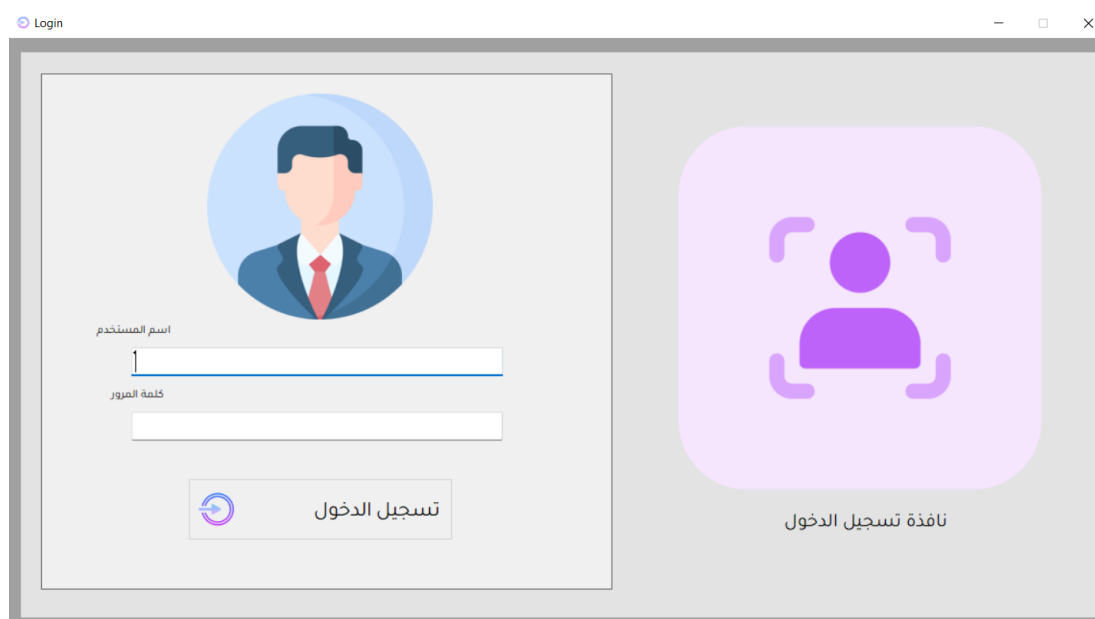 Login
اسم المستخدم
كلمة المرور
تسجيل الدخول
نافذة تسجيل الدخول